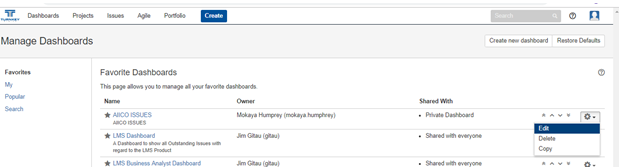 TURNKEY
Dashboards Projects Issues Agile Portfolio Create Search
Manage Dashboards
Create new dashboard Restore Defaults
Favorites
My
Popular
Search
Favorite Dashboards
This page allows you to manage all your favorite dashboards.
Name Owner Shared With
AIICO ISSUES Mokaya Humprey (mokaya.humphrey) Private Dashboard
AIICO ISSUES
Edit
Delete
Copy
LMS Dashboard Jim Gitau (gitau) Shared with everyone
A Dashboard to show all Outstanding Issues with
regard to the LMS Product
LMS Business Analyst Dashboard Jim Gitau (gitau) Shared with everyone